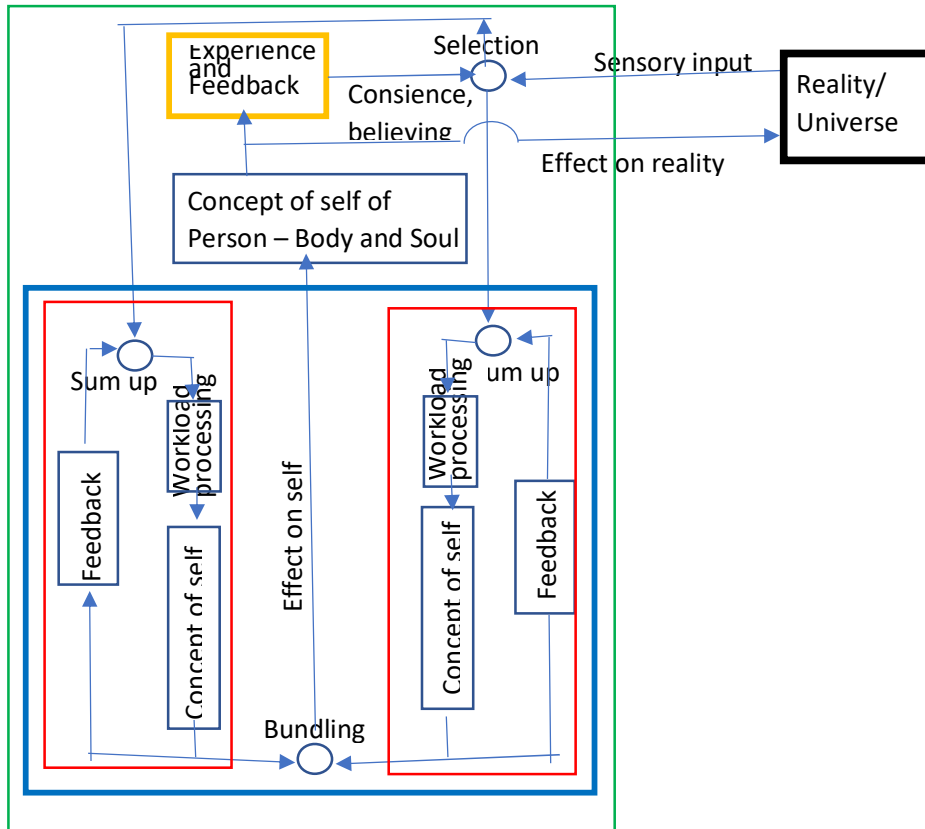 Experience
and
Feedback
Selection
Sensory input
Reality/
Universe
Consience,
believing
Effect on reality
Concept of self of
Person – Body and Soul
Sum up
Workload
processing
Feedback
Concept of self
Effect on self
um up
Workload
processing
Feedback
Concept of self
Bundling